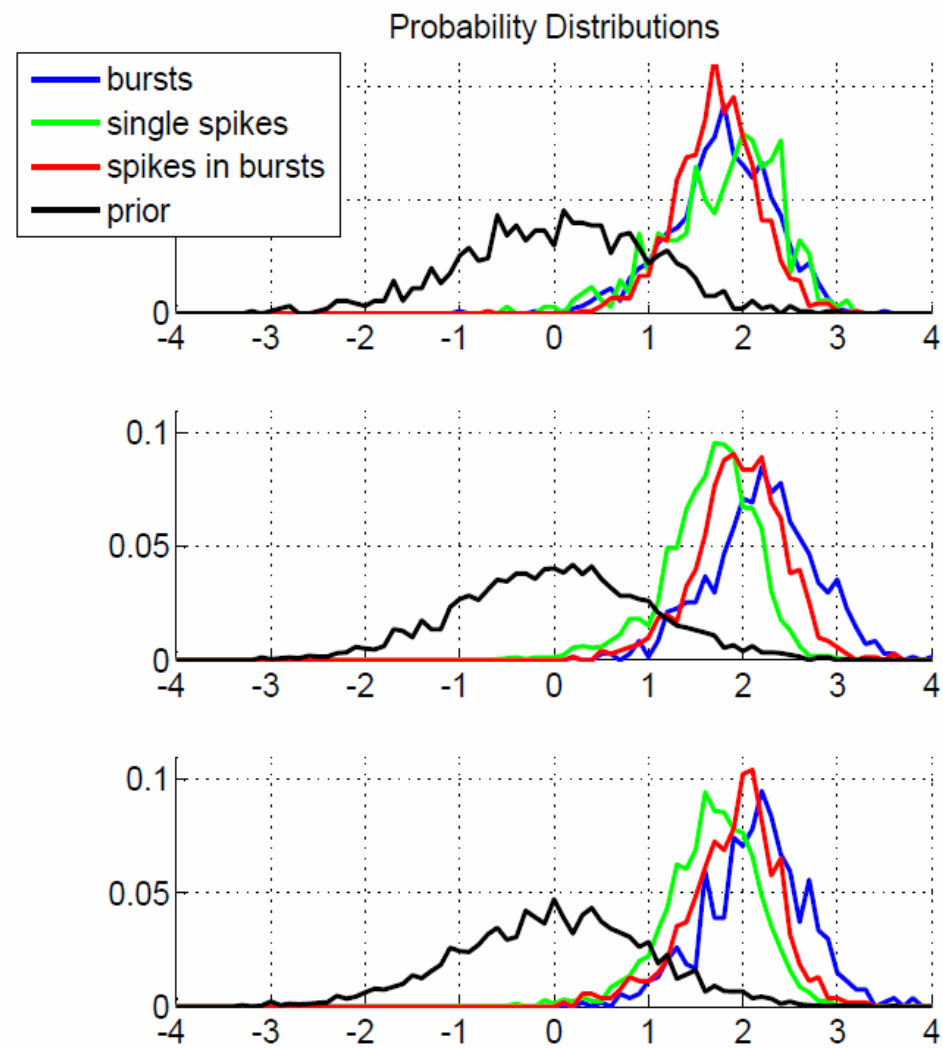 Probability Distributions
bursts
single spikes
spikes in bursts
prior
0
-4 -3 -2 -1 0 1 2 3 4
0.1
0.05
0
-4 -3 -2 -1 0 1 2 3 4
0.1
0.05
0
-4 -3 -2 -1 0 1 2 3 4